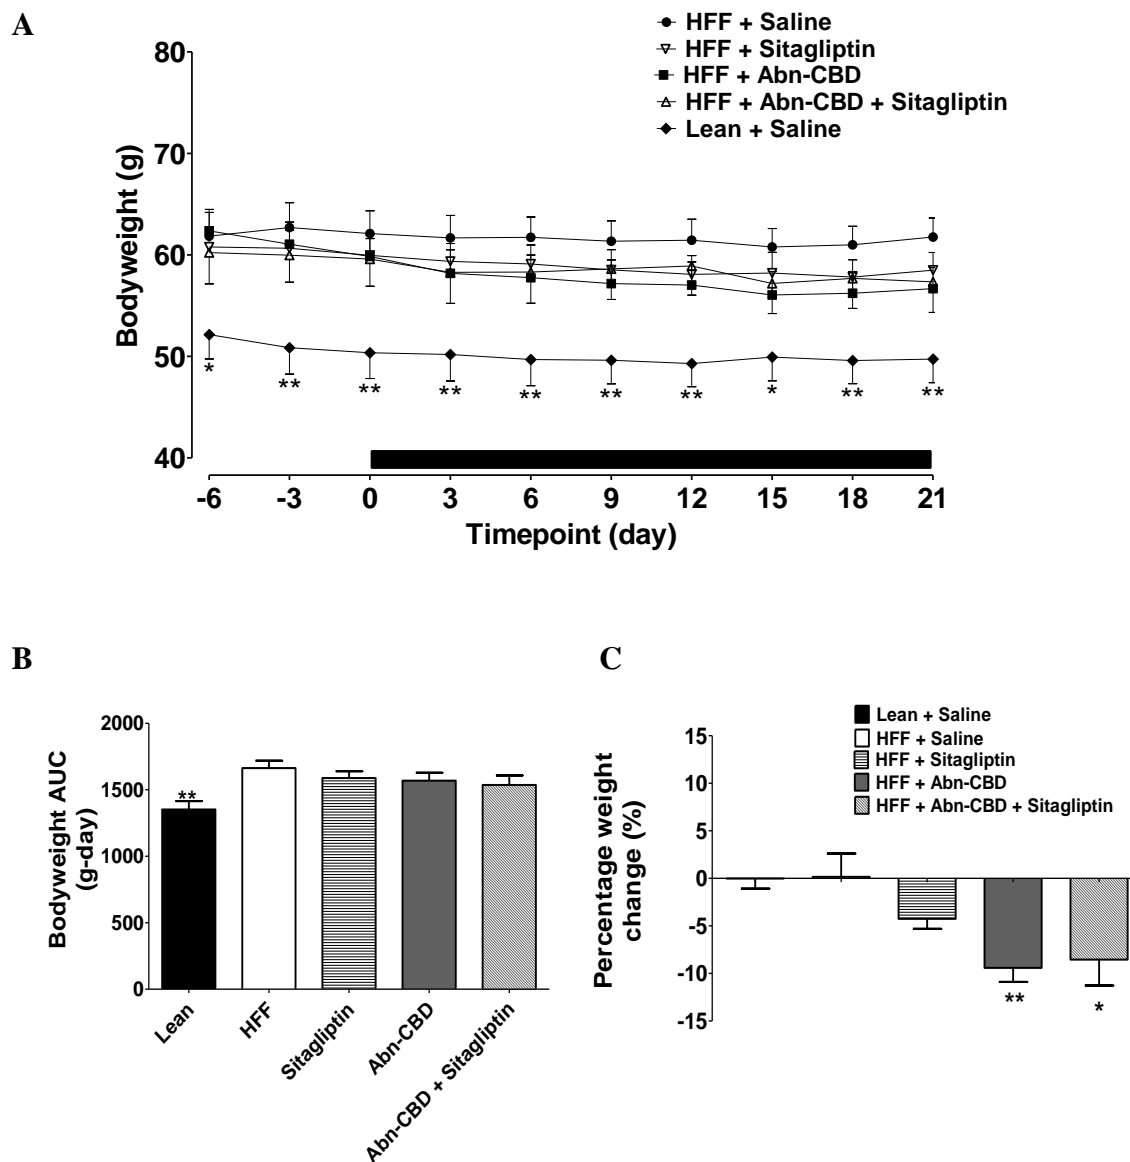 A
HFF + Saline
HFF + Sitagliptin
HFF + Abn-CBD
HFF + Abn-CBD + Sitagliptin
Lean + Saline
Bodyweight (g)
80
70
60
50
40
* ** ** ** ** ** ** * ** **
-6 -3 0 3 6 9 12 15 18 21
Timepoint (day)
B
Bodyweight AUC
(g-day)
2000
1500
1000
500
0
**
Lean
HFF
Sitagliptin
Abn-CBD
Abn-CBD + Sitagliptin
C
Lean + Saline
HFF + Saline
HFF + Sitagliptin
HFF + Abn-CBD
HFF + Abn-CBD + Sitagliptin
Percentage weight
change (%)
15
10
5
0
-5
-10
-15
** *